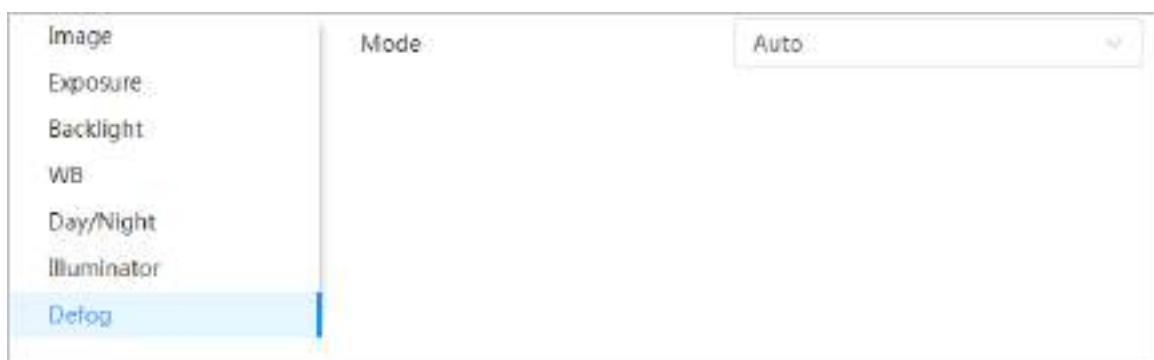 Image
Mode
Auto
Exposure
Backlight
WB
Day/Night
Illuminator
Defog